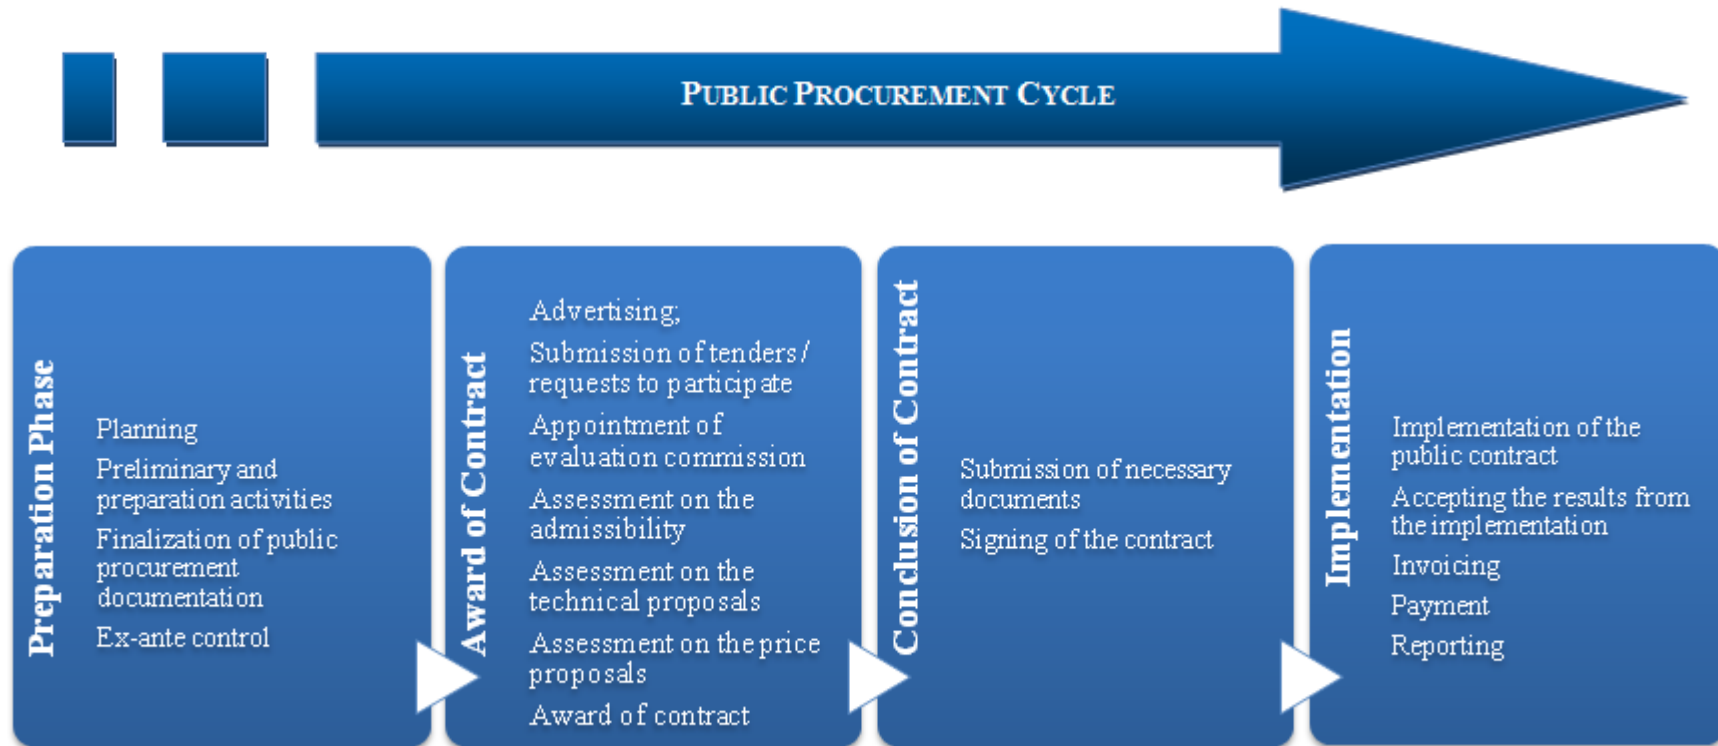 PUBLIC PROCUREMENT CYCLE
Preparation Phase
Planning
Preliminary and
preparation activities
Finalization of public
procurement
documentation
Ex-ante control
Award of Contract
Advertising;
Submission of tenders /
requests to participate
Appointment of
evaluation commission
Assessment on the
admissibility
Assessment on the
technical proposals
Assessment on the price
proposals
Award of contract
Conclusion of Contract
Submission of necessary
documents
Signing of the contract
Implementation
Implementation of the
public contract
Accepting the results from
the implementation
Invoicing
Payment
Reporting